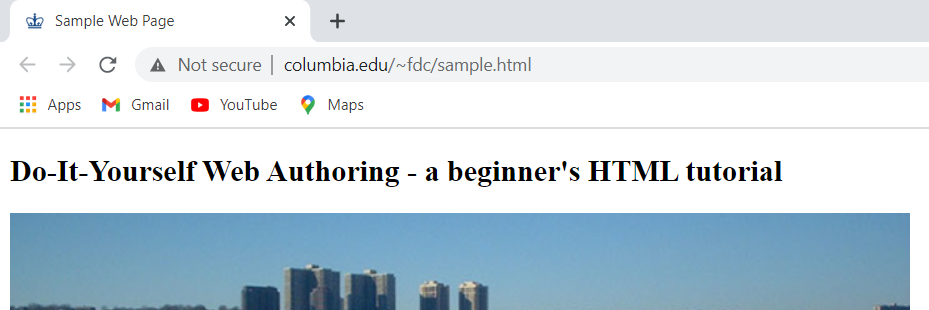 Sample Web Page
Not secure | columbia.edu/~fdc/sample.html
Apps Gmail YouTube Maps
Do-It-Yourself Web Authoring - a beginner's HTML tutorial